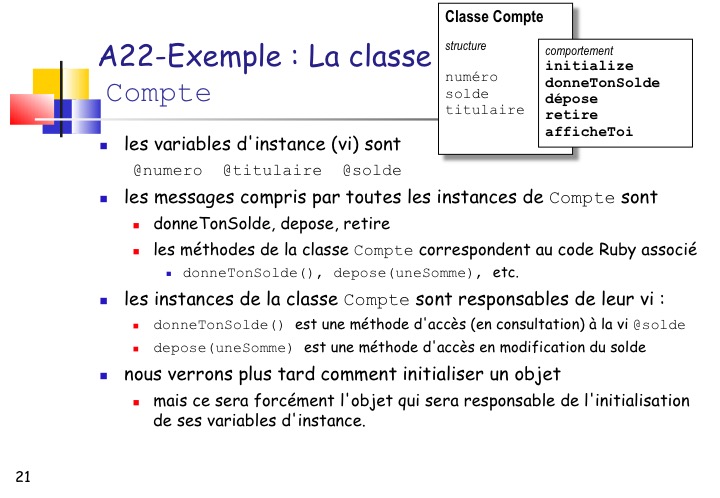 A22-Exemple : La classe
Compte
Classe Compte
structure
numéro
solde
titulaire
comportement
initialize
donneTonSolde
dépose
retire
afficheToi
les variables d'instance (vi) sont
@numero @titulaire @solde
les messages compris par toutes les instances de Compte sont
donneTonSolde, depose, retire
les méthodes de la classe Compte correspondent au code Ruby associé
donneTonSolde(), depose(uneSomme), etc.
les instances de la classe Compte sont responsables de leur vi :
donneTonSolde() est une méthode d'accès (en consultation) à la vi @solde
depose(uneSomme) est une méthode d'accès en modification du solde
nous verrons plus tard comment initialiser un objet
mais ce sera forcément l'objet qui sera responsable de l'initialisation
de ses variables d'instance.
21